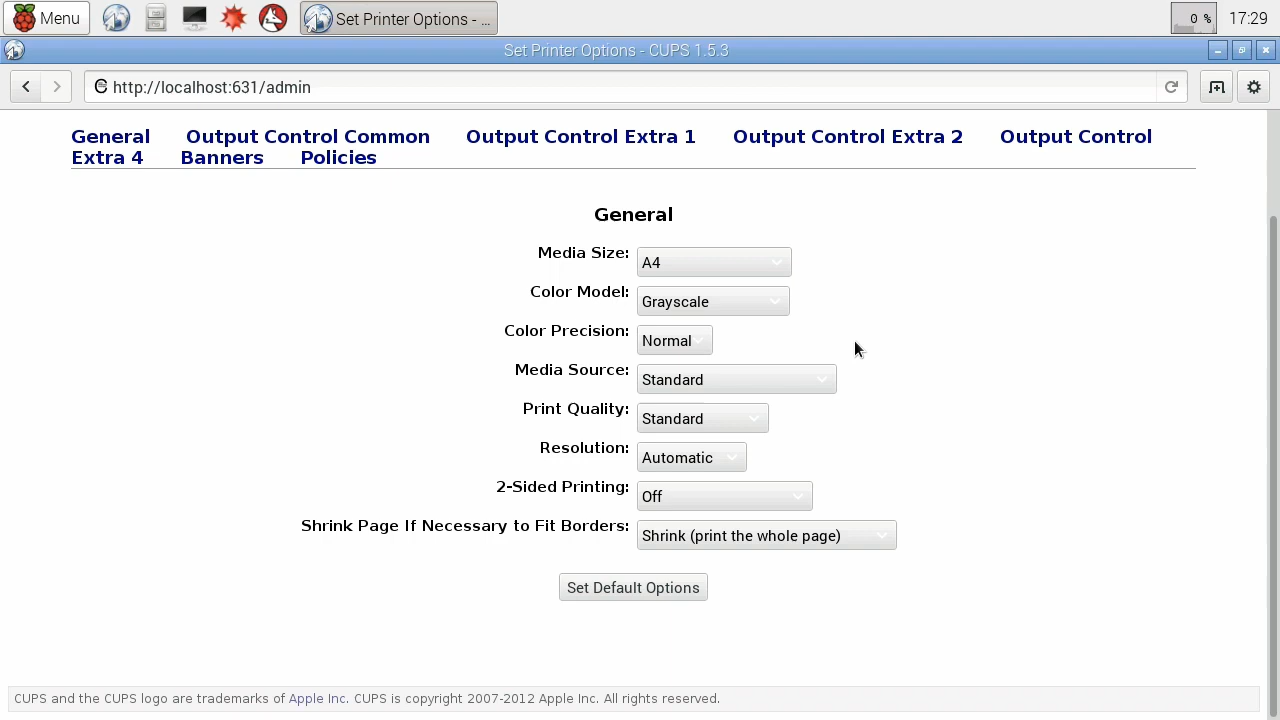 Menu
Set Printer Options - ...
0 %
17:29
Set Printer Options - CUPS 1.5.3
http://localhost:631/admin
General Output Control Common Output Control Extra 1 Output Control Extra 2 Output Control
Extra 4 Banners Policies
General
Media Size: A4
Color Model: Grayscale
Color Precision: Normal
Media Source: Standard
Print Quality: Standard
Resolution: Automatic
2-Sided Printing: Off
Shrink Page If Necessary to Fit Borders: Shrink (print the whole page)
Set Default Options
CUPS and the CUPS logo are trademarks of Apple Inc. CUPS is copyright 2007-2012 Apple Inc. All rights reserved.